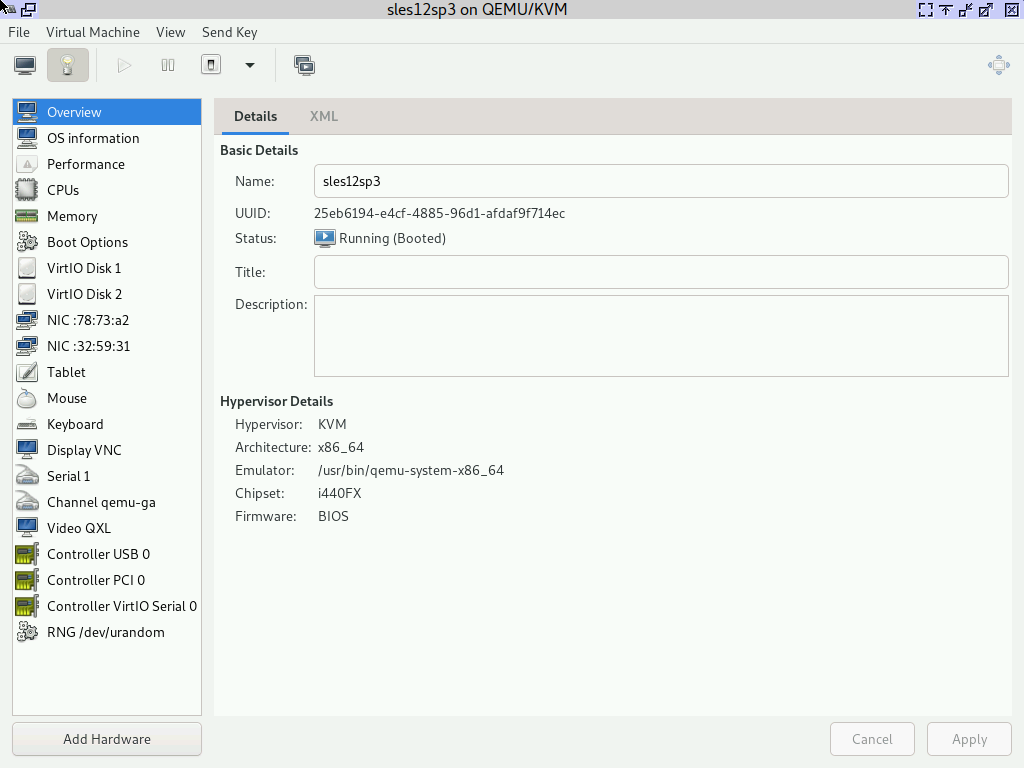 sles12sp3 on QEMU/KVM
File Virtual Machine View Send Key
Overview
OS information
Performance
CPUs
Memory
Boot Options
VirtIO Disk 1
VirtIO Disk 2
NIC :78:73:a2
NIC :32:59:31
Tablet
Mouse
Keyboard
Display VNC
Serial 1
Channel qemu-ga
Video QXL
Controller USB 0
Controller PCI 0
Controller VirtIO Serial 0
RNG /dev/urandom
Add Hardware
Details XML
Basic Details
Name: sles12sp3
UUID: 25eb6194-e4cf-4885-96d1-afdaf9f714ec
Status: Running (Booted)
Title:
Description:
Hypervisor Details
Hypervisor: KVM
Architecture: x86_64
Emulator: /usr/bin/qemu-system-x86_64
Chipset: i440FX
Firmware: BIOS
Cancel Apply